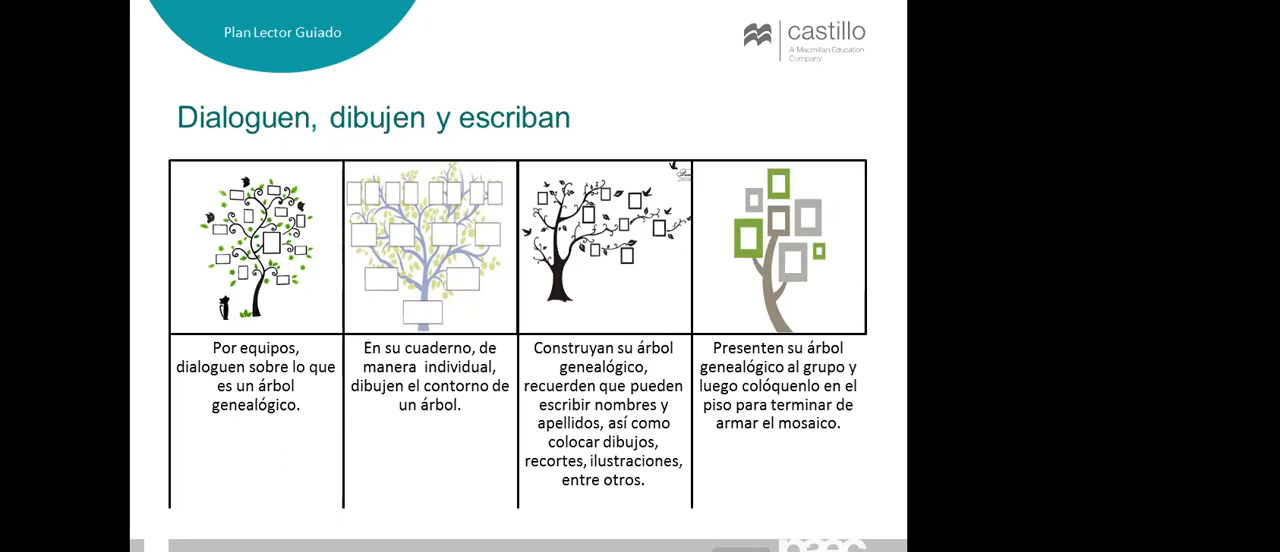 Plan Lector Guiado
castillo
A Macmillan Education
Company
Dialoguen, dibujen y escriban
Por equipos,
dialoguen sobre lo que
es un árbol
genealógico.
En su cuaderno, de
manera individual,
dibujen el contorno de
un árbol.
Construyan su árbol
genealógico,
recuerden que pueden
escribir nombres y
apellidos, así como
colocar dibujos,
recortes, ilustraciones,
entre otros.
Presenten su árbol
genealógico al grupo y
luego colóquenlo en el
piso para terminar de
armar el mosaico.